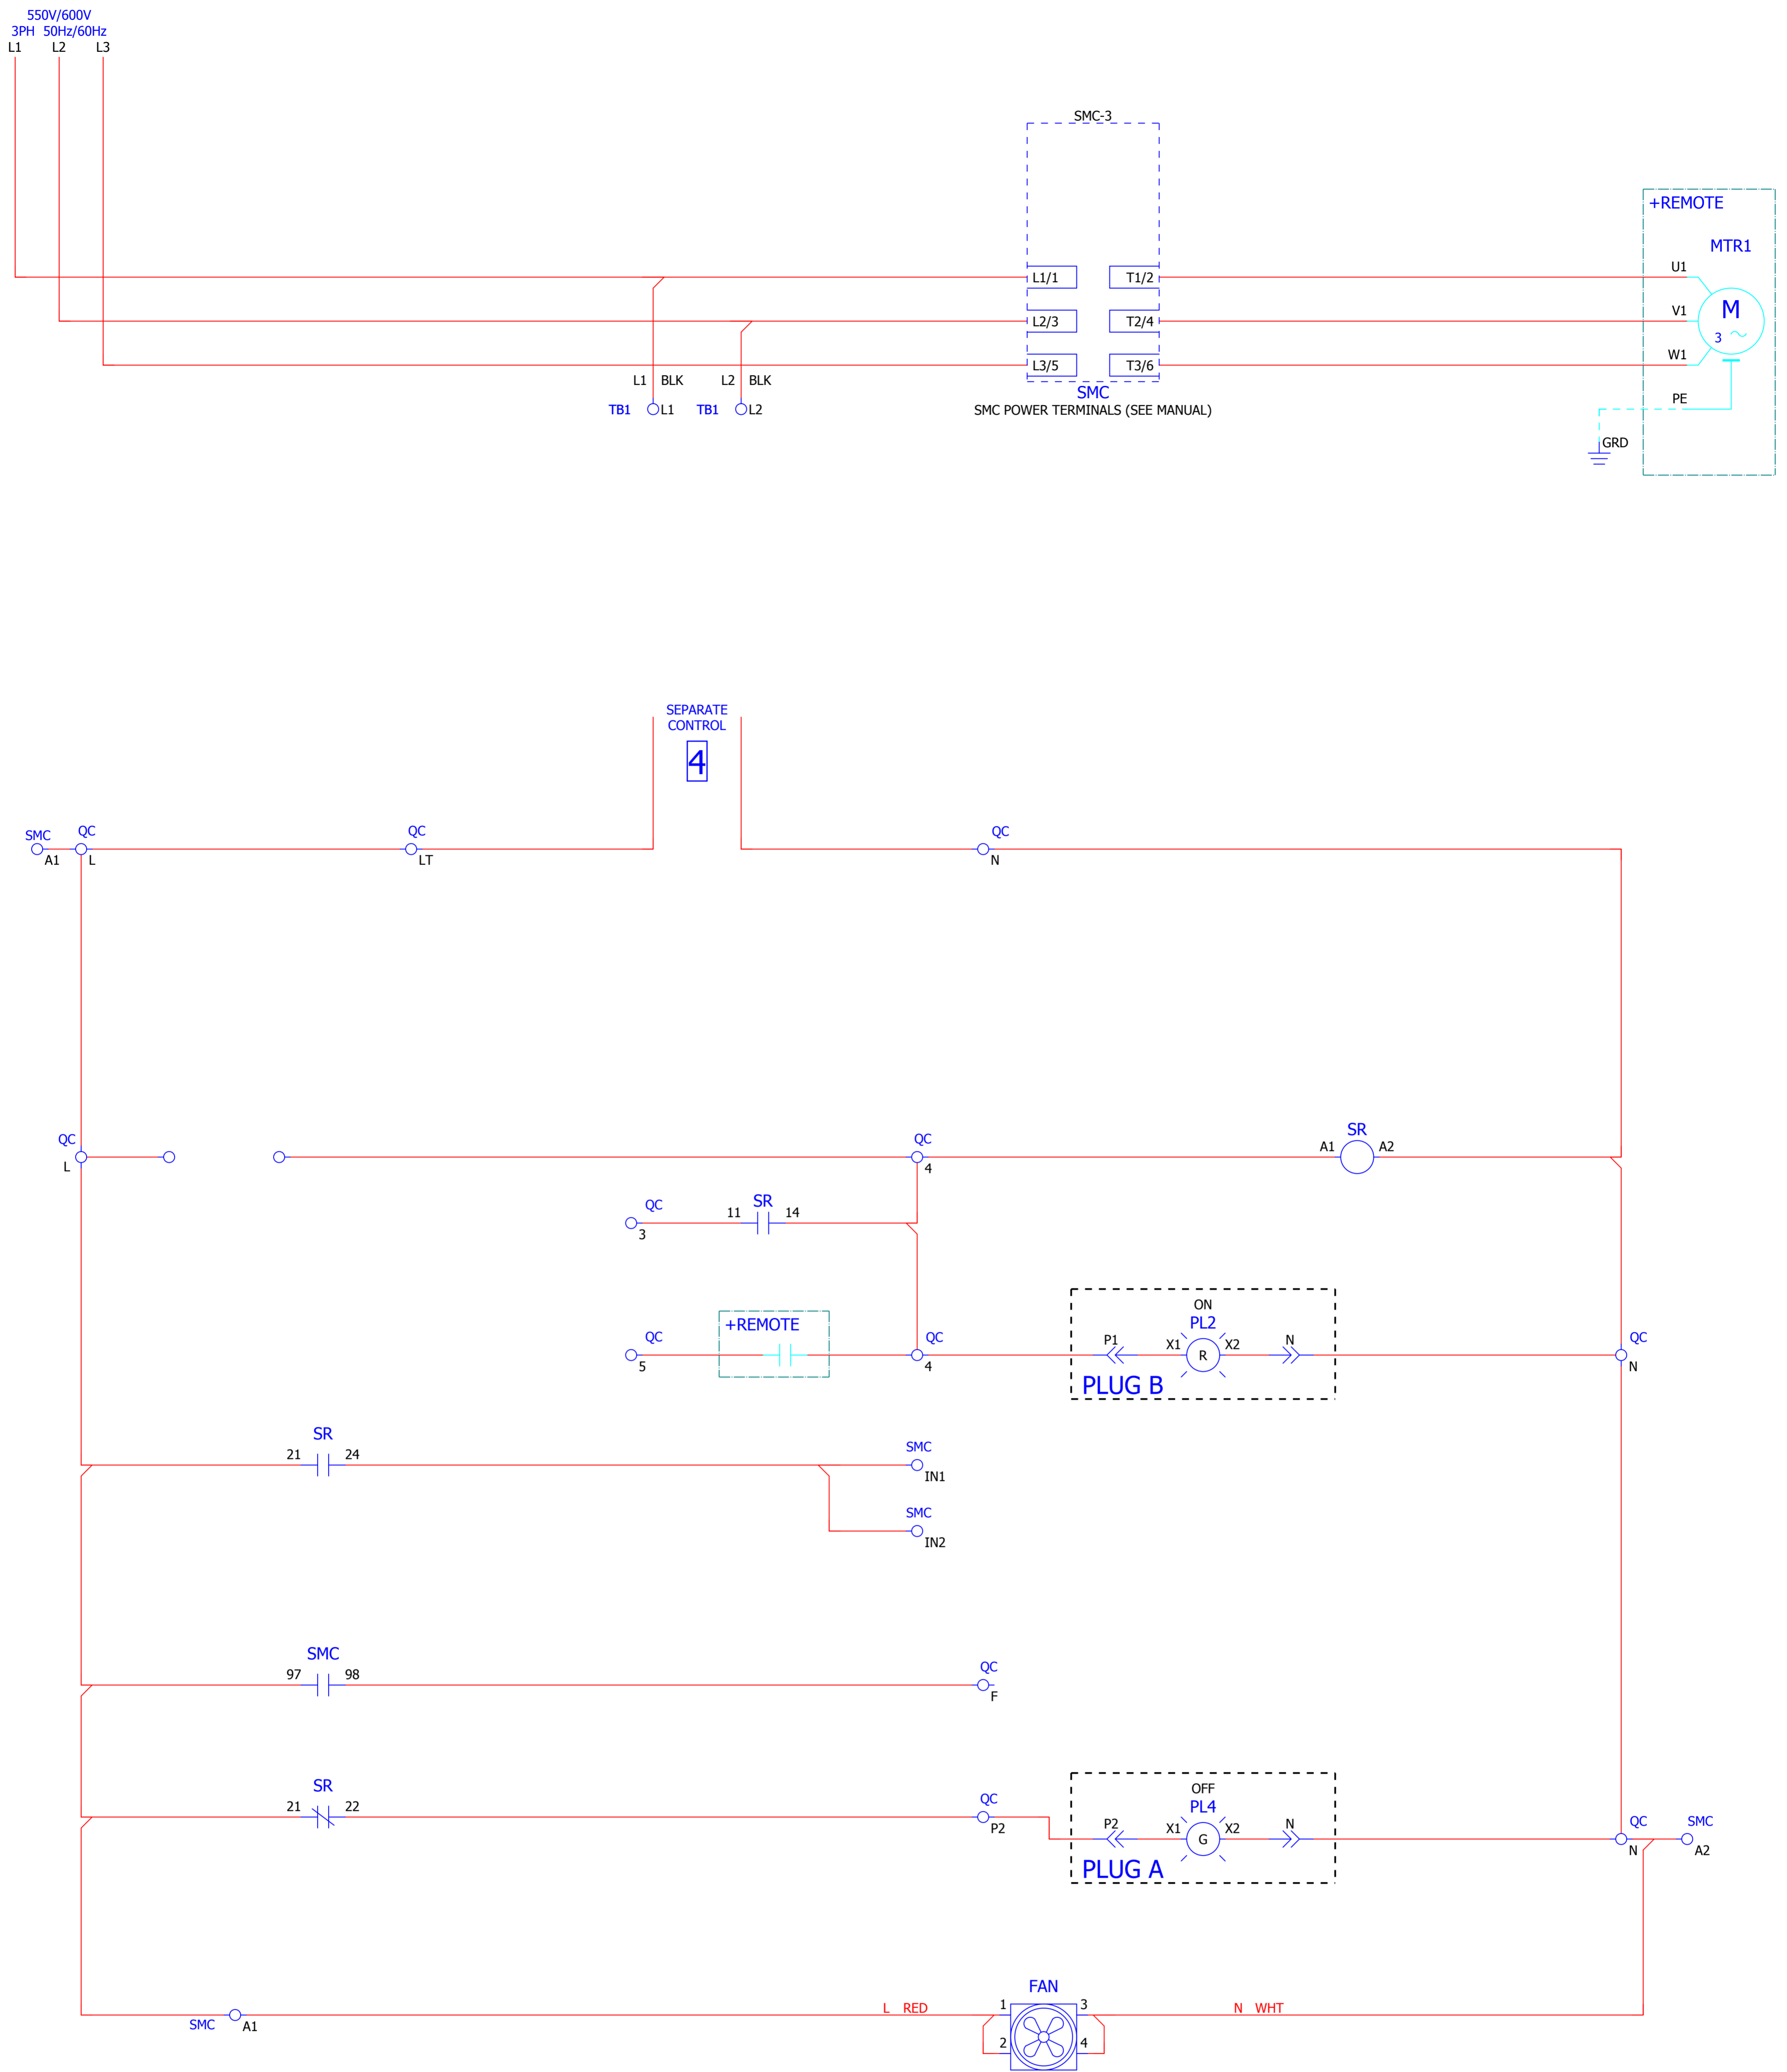 550V/600V
3PH 50Hz/60Hz
L1 L2 L3
SMC-3
+REMOTE
MTR1
L1/1 T1/2 U1
L2/3 T2/4 V1
M
3
L3/5 T3/6 W1
L1 BLK L2 BLK
SMC
SMC POWER TERMINALS (SEE MANUAL)
PE
TB1 L1 TB1 L2
GRD
SEPARATE
CONTROL
4
SMC QC QC QC
A1 L LT N
QC QC SR
L 4 A1 A2
QC SR
3 11 14
ON
+REMOTE PL2
QC QC P1 X1 R X2 N QC
5 4 N
PLUG B
SR SMC
21 24 IN1
SMC
IN2
SMC QC
97 98 F
SR OFF
QC PL4 QC SMC
21 22 P2 P2 X1 G X2 N N A2
PLUG A
FAN
SMC A1 L RED 1 3 N WHT
2 4